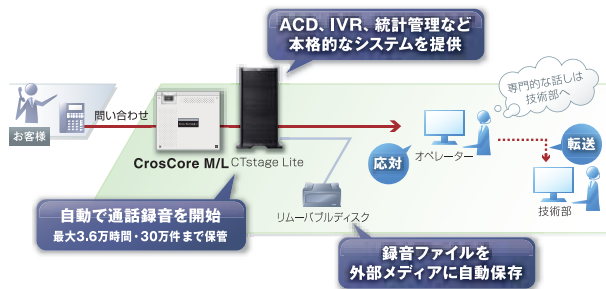 ACD、IVR、統計管理など
本格的なシステムを提供
専門的な話しは
技術部へ
お客様
問い合わせ
CrosCore M/L
CTstage Lite
応対
オペレーター
転送
技術部
自動で通話録音を開始
最大3.6万時間・30万件まで保管
リムーバブルディスク
録音ファイルを
外部メディアに自動保存